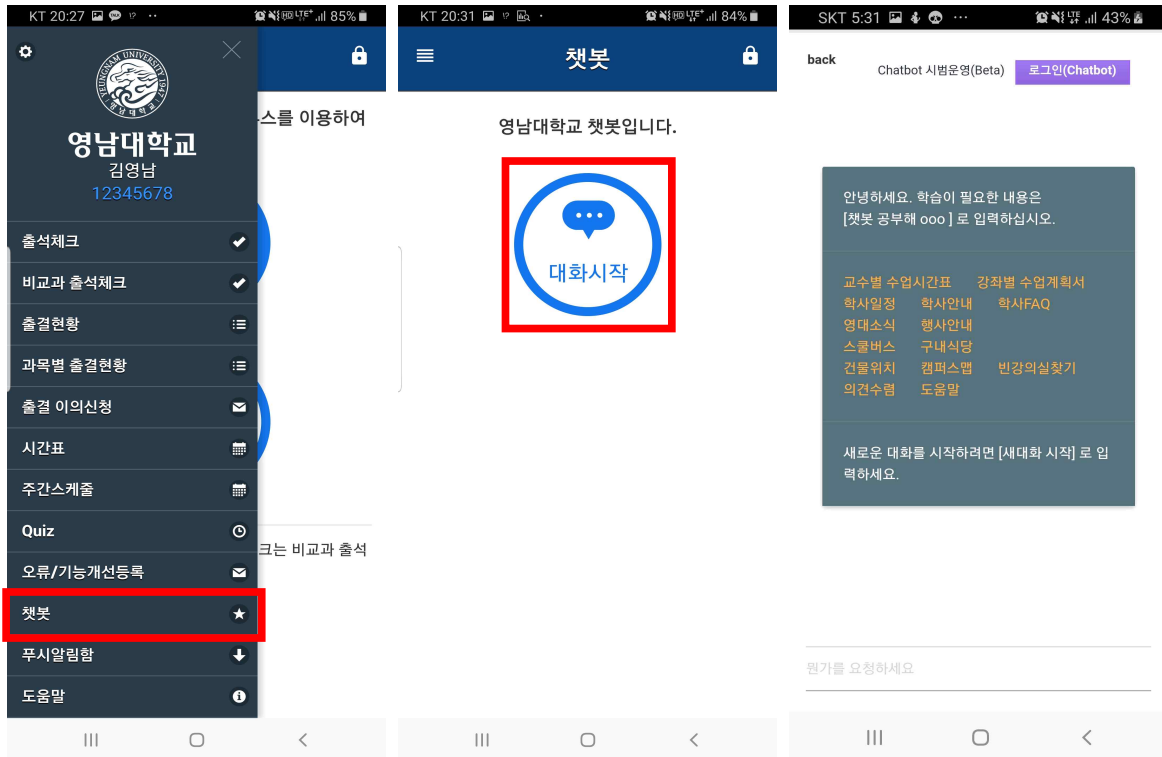 KT 20:27 85%
YEUNGNAM UNIVERSITY 1947
영남대학교
영남대학교
김영남
12345678
스를 이용하여
출석체크
비교과 출석체크
출결현황
과목별 출결현황
출결 이의신청
시간표
주간스케줄
Quiz
크는 비교과 출석
오류/기능개선등록
챗봇
푸시알림함
도움말
KT 20:31 84%
챗봇
영남대학교 챗봇입니다.
대화시작
SKT 5:31 LTE 43%
back
Chatbot 시범운영(Beta) 로그인(Chatbot)
안녕하세요. 학습이 필요한 내용은
[챗봇 공부해 ooo ] 로 입력하십시오.
교수별 수업시간표 강좌별 수업계획서
학사일정 학사안내 학사FAQ
영대소식 행사안내
스쿨버스 구내식당
건물위치 캠퍼스맵 빈강의실찾기
의견수렴 도움말
새로운 대화를 시작하려면 [새대화 시작] 로 입
력하세요.
뭔가를 요청하세요